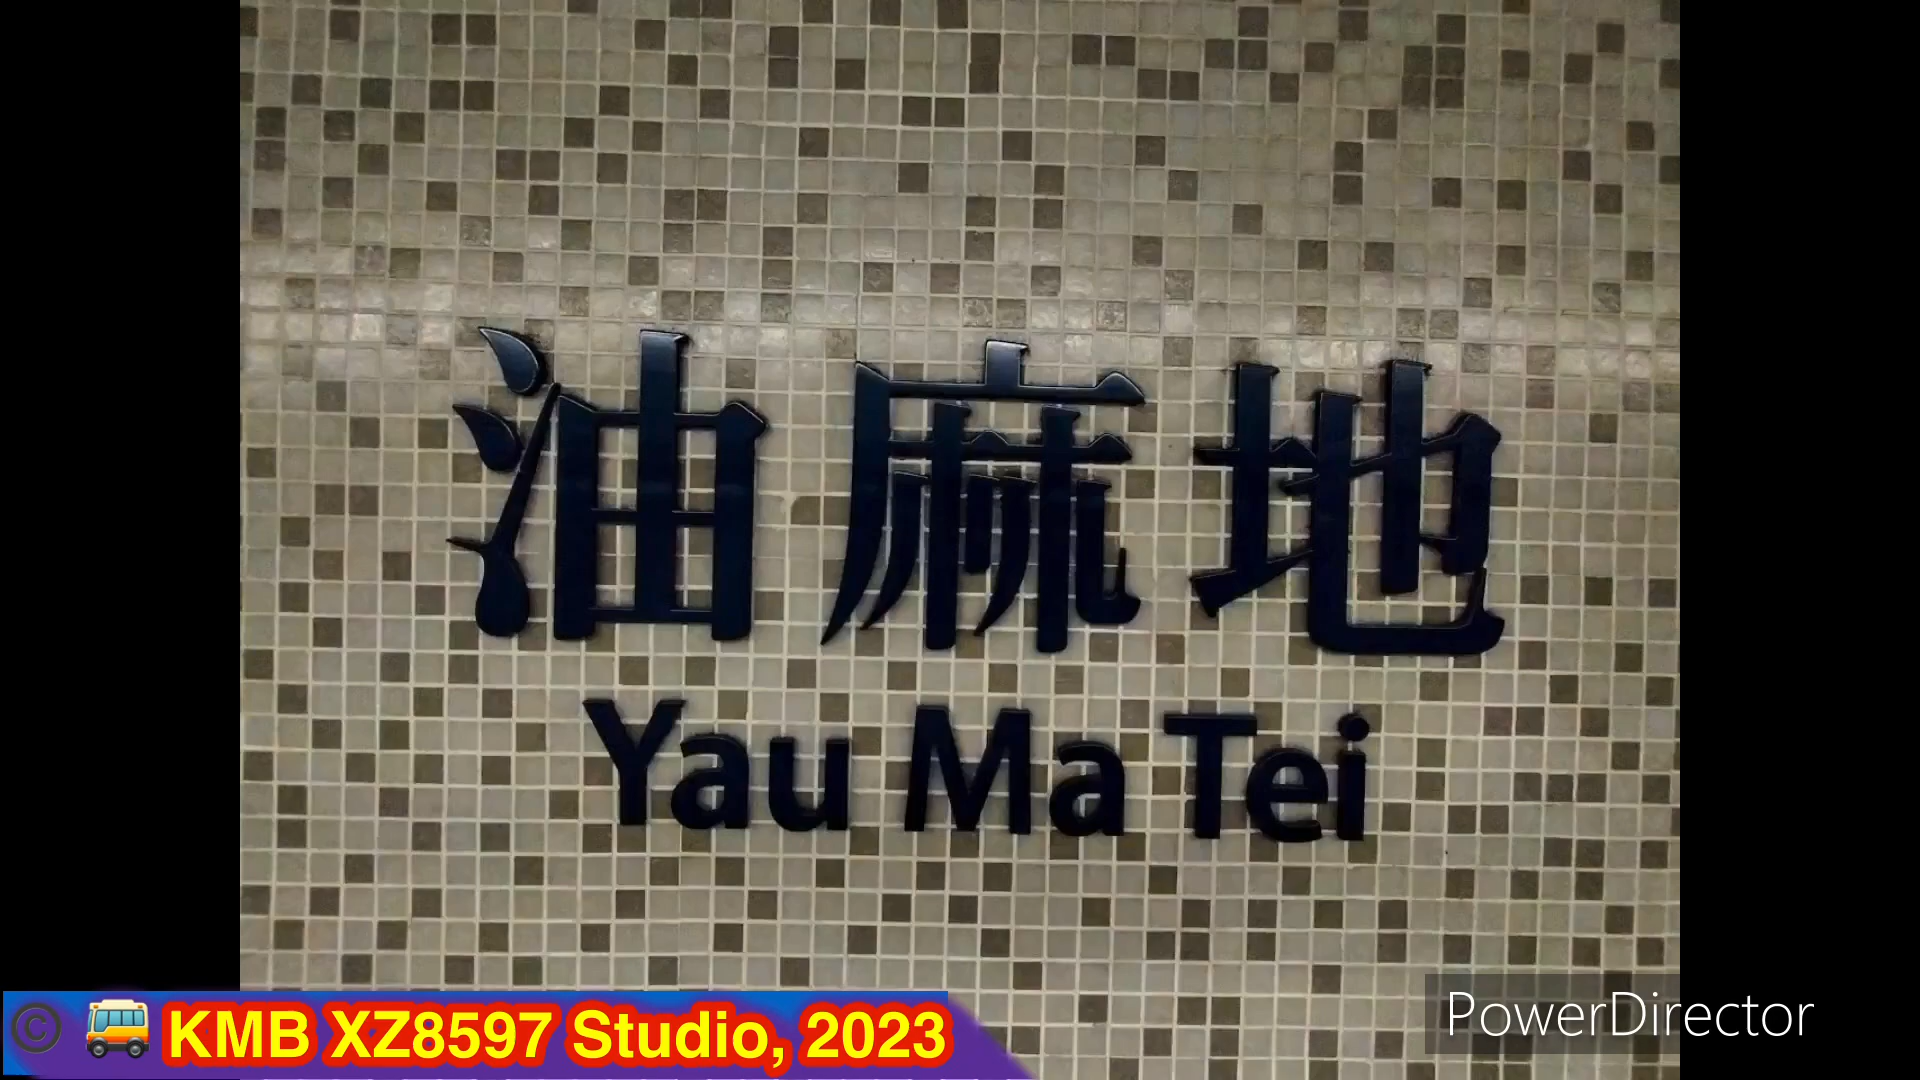 油麻地
Yau Ma Tei
© KMB XZ8597 Studio, 2023
PowerDirector